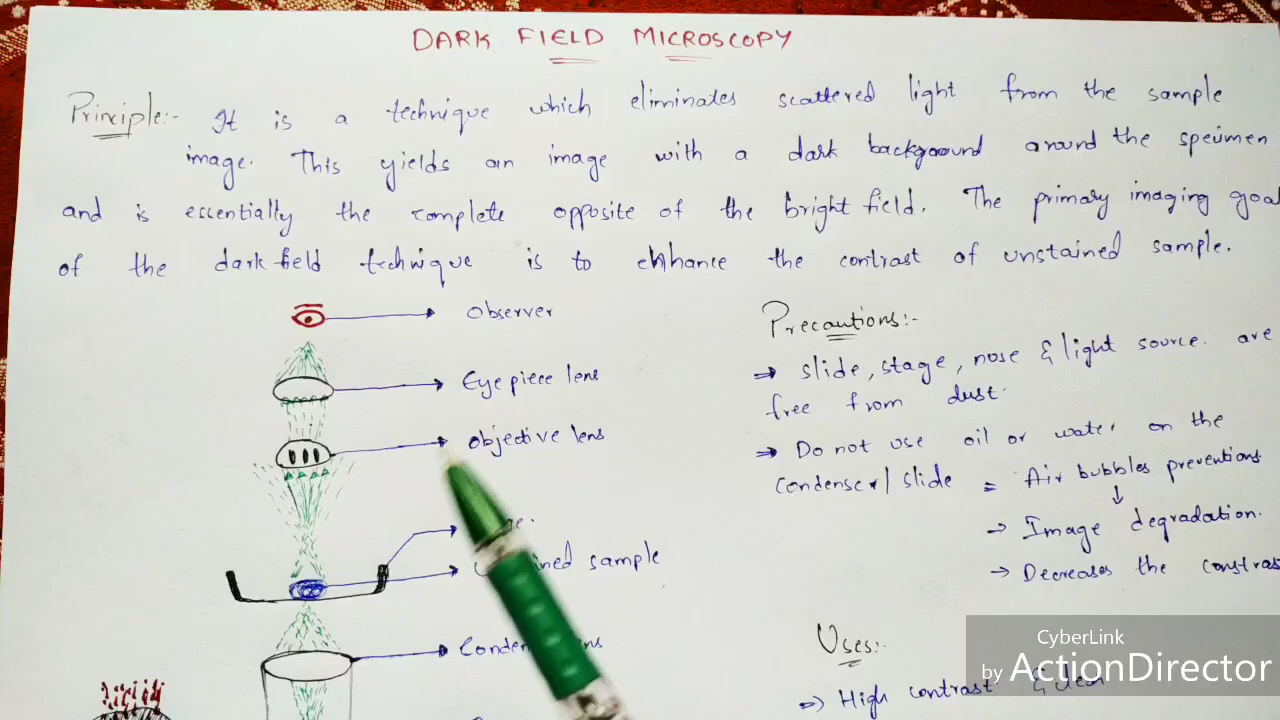 DARK FIELD MICROSCOPY
Principle:- It is a technique which eliminates scattered light from the sample
image. This yields an image with a dark background around the specimen
and is essentially the complete opposite of the bright field. The primary imaging goal
of the dark field technique is to enhance the contrast of unstained sample.
Observer
Eye piece lens
Objective lens
sample
Precautions:-
⇒ slide, stage, nose & light source. are
free from dust.
⇒ Do not use oil or water on the
Condenser / slide = Air bubbles preventions
↓
→ Image degradation.
→ Decreases the
Uses:-
⇒ High contrast &
CyberLink
by ActionDirector